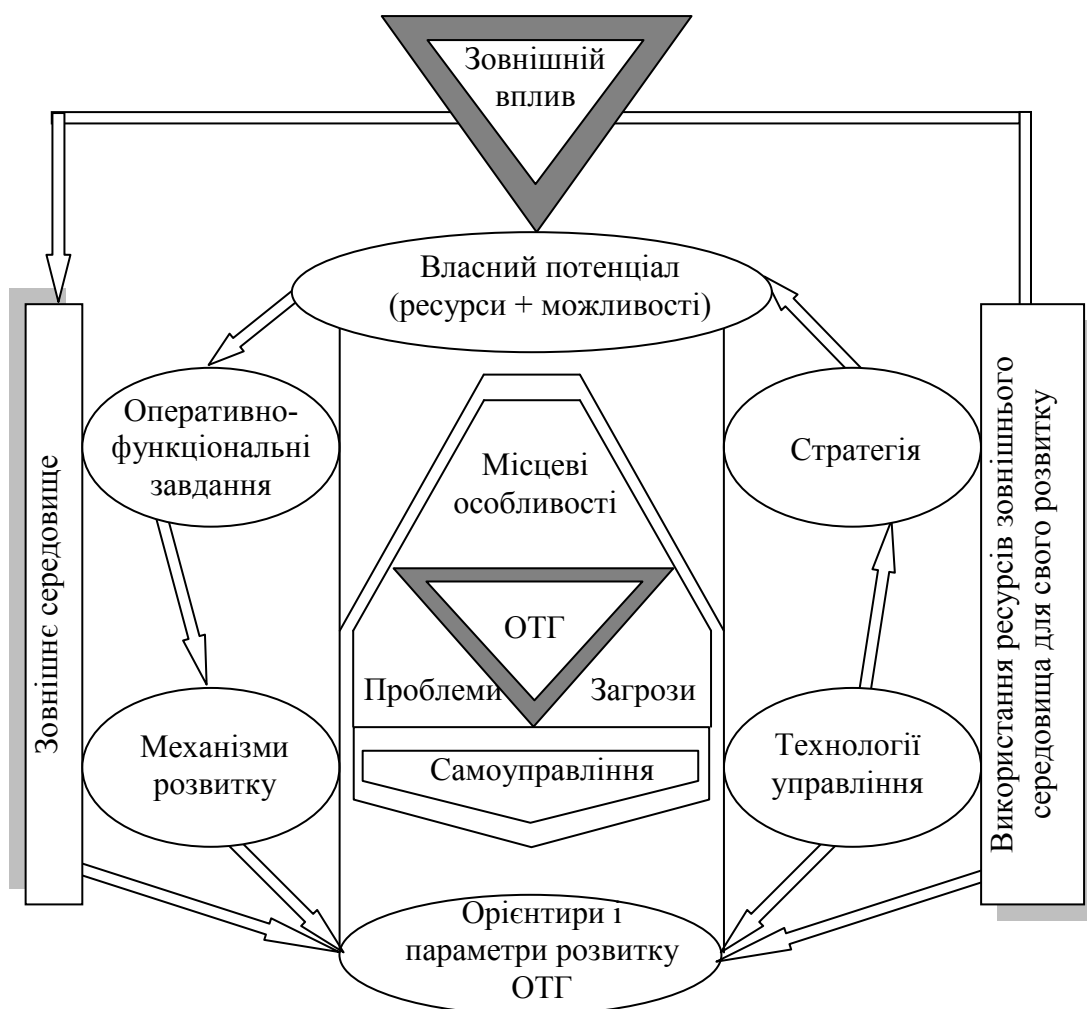 Зовнішній
вплив
Власний потенціал
(ресурси + можливості)
Оперативно-
функціональні
завдання
Місцеві
особливості
Стратегія
ОТГ
Проблеми
Загрози
Механізми
розвитку
Самоуправління
Технології
управління
Орієнтири і
параметри розвитку
ОТГ
Зовнішнє середовище
Використання ресурсів зовнішнього
середовища для свого розвитку